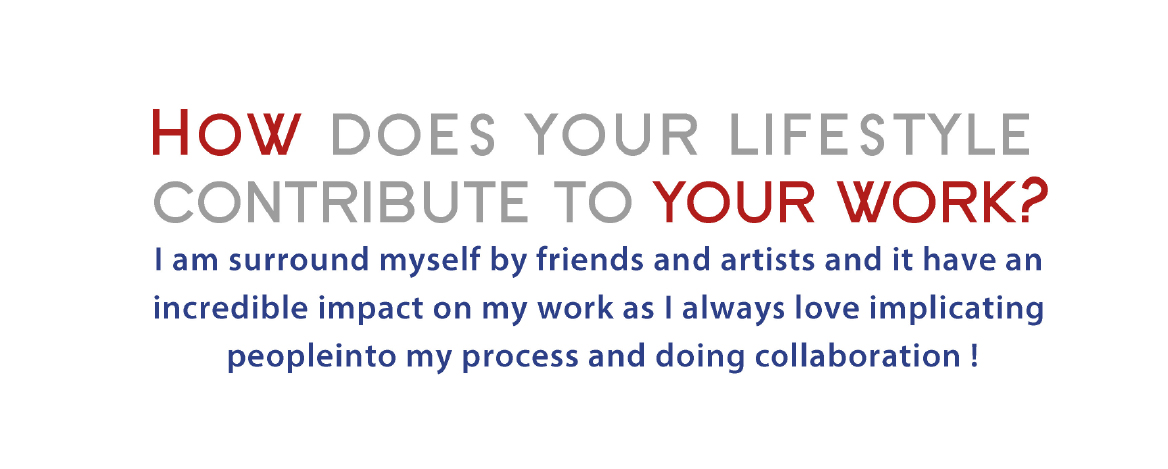 HOW DOES YOUR LIFESTYLE
CONTRIBUTE TO YOUR WORK?
I am surround myself by friends and artists and it have an
incredible impact on my work as I always love implicating
peopleinto my process and doing collaboration !